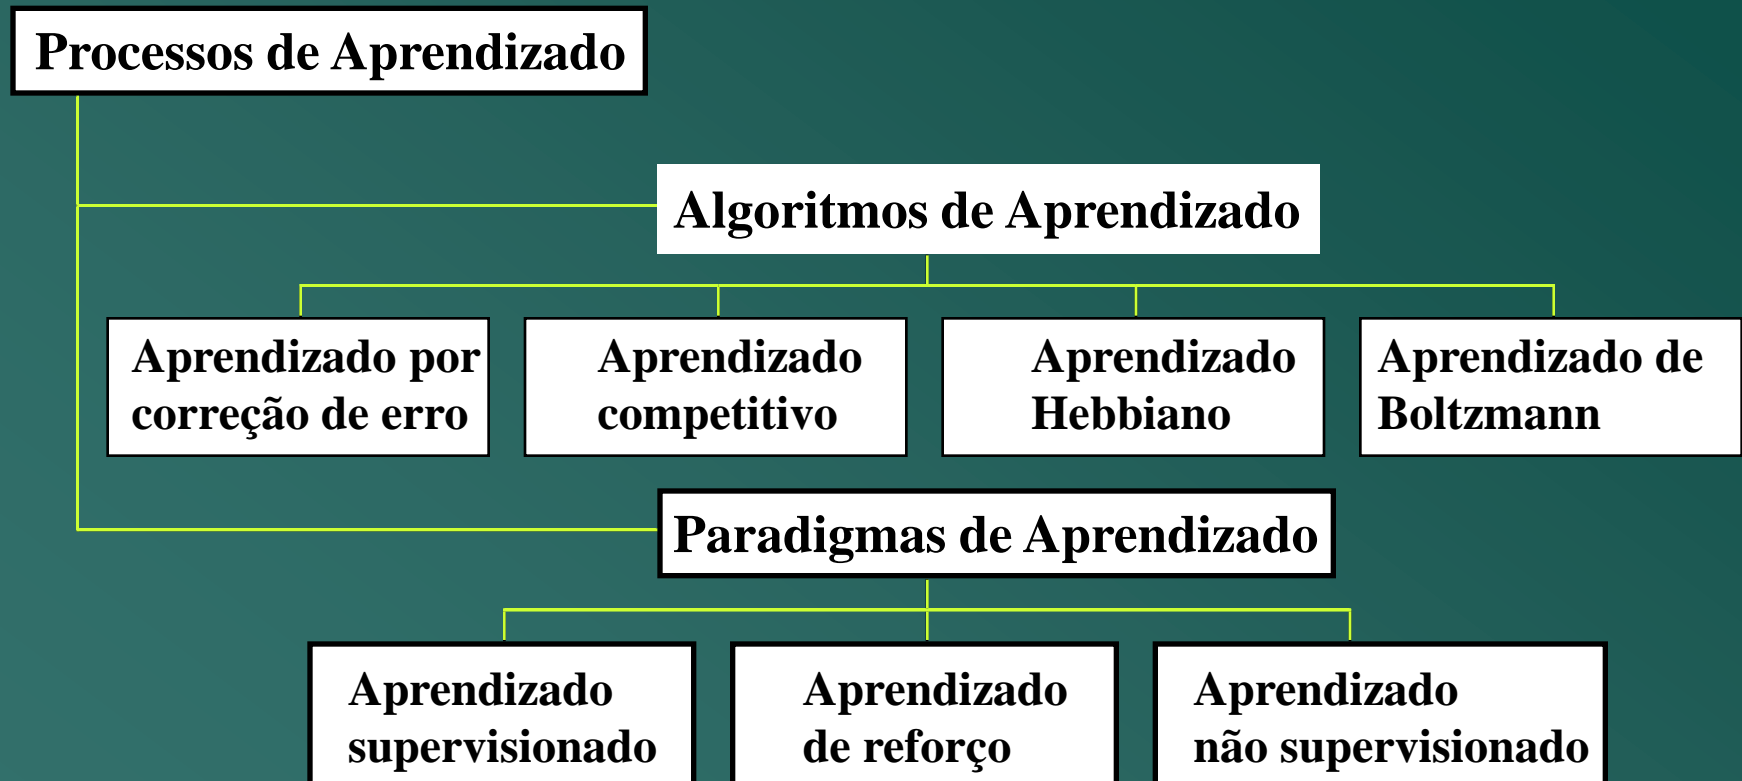 Processos de Aprendizado
Algoritmos de Aprendizado
Aprendizado por
correção de erro
Aprendizado
competitivo
Aprendizado
Hebbiano
Aprendizado de
Boltzmann
Paradigmas de Aprendizado
Aprendizado
supervisionado
Aprendizado
de reforço
Aprendizado
não supervisionado